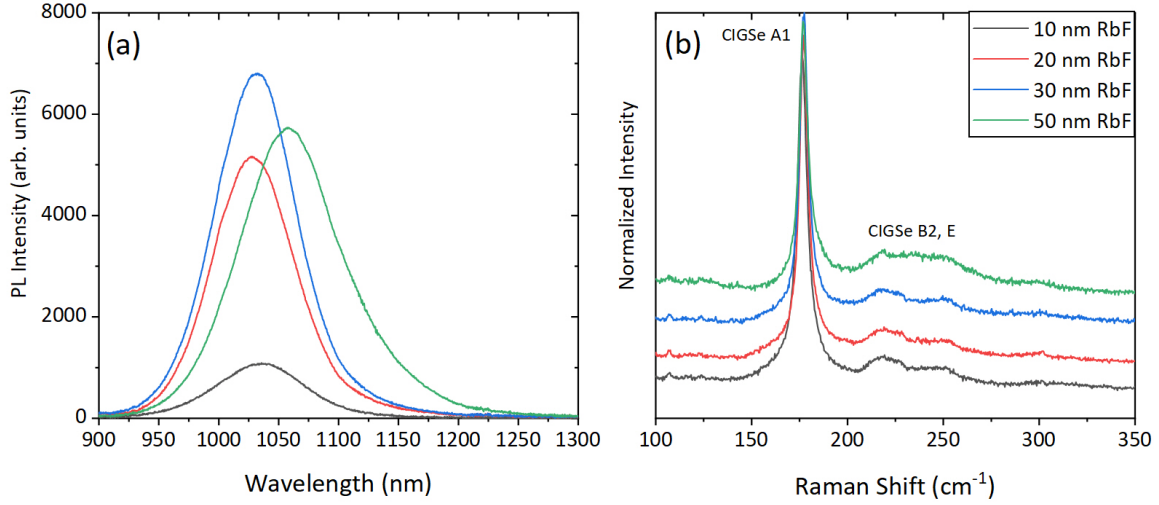 (a)
PL Intensity (arb. units)
8000
6000
4000
2000
0
900 950 1000 1050 1100 1150 1200 1250 1300
Wavelength (nm)
(b)
CIGSe A1
10 nm RbF
20 nm RbF
30 nm RbF
50 nm RbF
CIGSe B2, E
Normalized Intensity
100 150 200 250 300 350
Raman Shift (cm⁻¹)